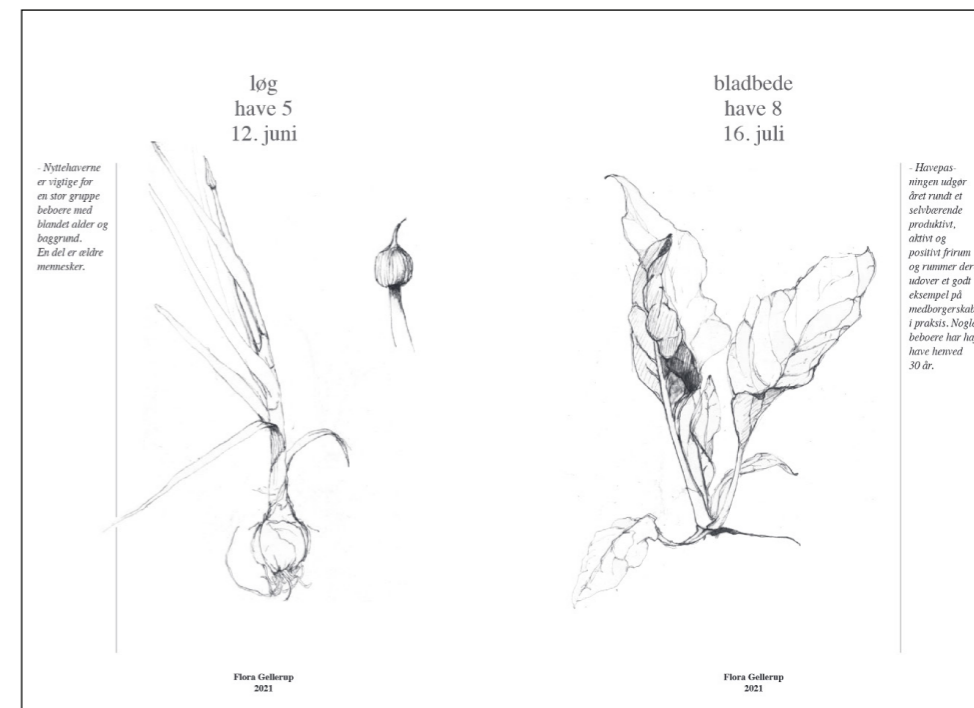 løg
have 5
12. juni
- Nyttehaverne
er vigtige for
en stor gruppe
beboere med
blandet alder og
baggrund.
En del er ældre
mennesker.
Flora Gellerup
2021
bladbede
have 8
16. juli
- Havepas-
ningen udgør
året rundt et
selvbærende
produktivt,
aktivt og
positivt frirum
og rummer der
udover et godt
eksempel på
medborgerskab
i praksis. Nogle
beboere har
have henved
30 år.
Flora Gellerup
2021